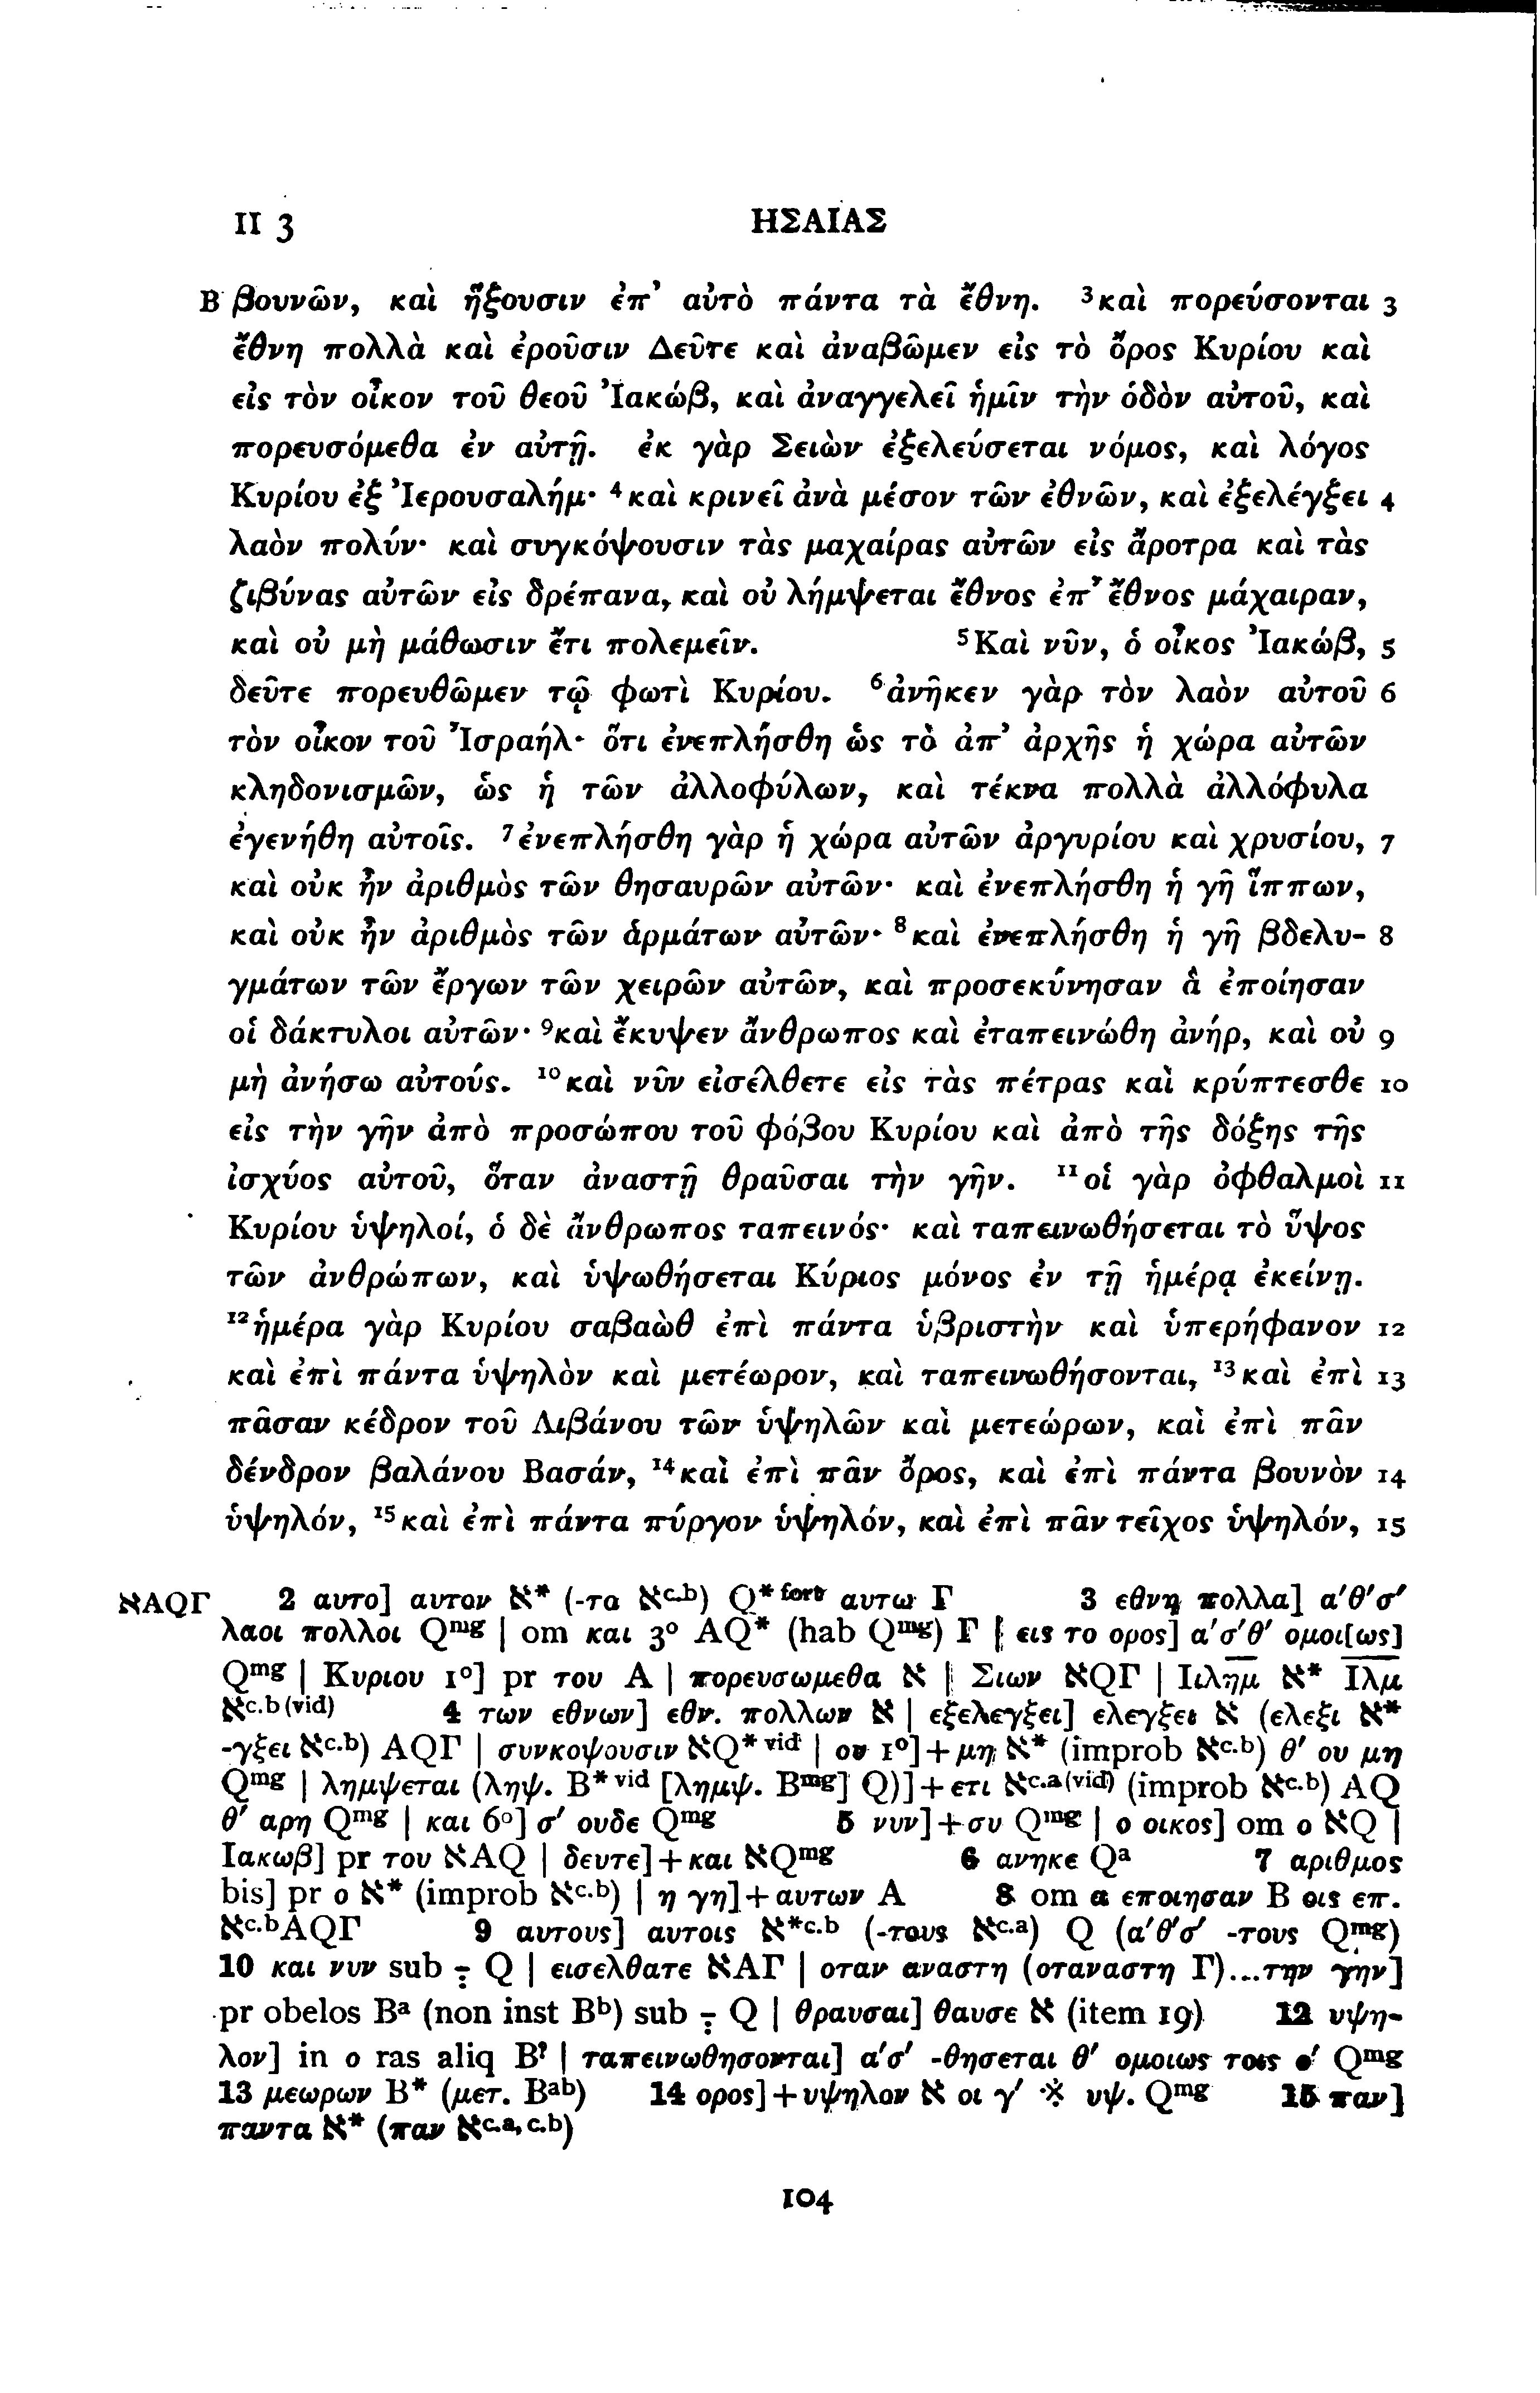 II 3 ΗΣΑΙΑΣ
B βουνῶν, καὶ ἥξουσιν ἐπ’ αὐτὸ πάντα τὰ ἔθνη. ³καὶ πορεύσονται 3
ἔθνη πολλὰ καὶ ἐροῦσιν Δεῦτε καὶ ἀναβῶμεν εἰς τὸ ὄρος Κυρίου καὶ
εἰς τὸν οἶκον τοῦ θεοῦ Ἰακώβ, καὶ ἀναγγελεῖ ἡμῖν τὴν ὁδὸν αὐτοῦ, καὶ
πορευσόμεθα ἐν αὐτῇ. ἐκ γὰρ Σειὼν ἐξελεύσεται νόμος, καὶ λόγος
Κυρίου ἐξ Ἰερουσαλήμ· ⁴καὶ κρινεῖ ἀνὰ μέσον τῶν ἐθνῶν, καὶ ἐξελέγξει 4
λαὸν πολύν· καὶ συγκόψουσιν τὰς μαχαίρας αὐτῶν εἰς ἄροτρα καὶ τὰς
ζιβύνας αὐτῶν εἰς δρέπανα, καὶ οὐ λήμψεται ἔθνος ἐπ’ ἔθνος μάχαιραν,
καὶ οὐ μὴ μάθωσιν ἔτι πολεμεῖν. ⁵Καὶ νῦν, ὁ οἶκος Ἰακώβ, 5
δεῦτε πορευθῶμεν τῷ φωτὶ Κυρίου. ⁶ἀνῆκεν γὰρ τὸν λαὸν αὐτοῦ 6
τὸν οἶκον τοῦ Ἰσραήλ· ὅτι ἐνεπλήσθη ὡς τὸ ἀπ’ ἀρχῆς ἡ χώρα αὐτῶν
κληδονισμῶν, ὡς ἡ τῶν ἀλλοφύλων, καὶ τέκνα πολλὰ ἀλλόφυλα
ἐγενήθη αὐτοῖς. ⁷ἐνεπλήσθη γὰρ ἡ χώρα αὐτῶν ἀργυρίου καὶ χρυσίου, 7
καὶ οὐκ ἦν ἀριθμὸς τῶν θησαυρῶν αὐτῶν· καὶ ἐνεπλήσθη ἡ γῆ ἵππων,
καὶ οὐκ ἦν ἀριθμὸς τῶν ἁρμάτων αὐτῶν· ⁸καὶ ἐνεπλήσθη ἡ γῆ βδελυ- 8
γμάτων τῶν ἔργων τῶν χειρῶν αὐτῶν, καὶ προσεκύνησαν ἃ ἐποίησαν
οἱ δάκτυλοι αὐτῶν· ⁹καὶ ἔκυψεν ἄνθρωπος καὶ ἐταπεινώθη ἀνήρ, καὶ οὐ 9
μὴ ἀνήσω αὐτούς. ¹⁰καὶ νῦν εἰσέλθετε εἰς τὰς πέτρας καὶ κρύπτεσθε 10
εἰς τὴν γῆν ἀπὸ προσώπου τοῦ φόβου Κυρίου καὶ ἀπὸ τῆς δόξης τῆς
ἰσχύος αὐτοῦ, ὅταν ἀναστῇ θραῦσαι τὴν γῆν. ¹¹οἱ γὰρ ὀφθαλμοὶ 11
Κυρίου ὑψηλοί, ὁ δὲ ἄνθρωπος ταπεινός· καὶ ταπεινωθήσεται τὸ ὕψος
τῶν ἀνθρώπων, καὶ ὑψωθήσεται Κύριος μόνος ἐν τῇ ἡμέρᾳ ἐκείνῃ.
¹²ἡμέρα γὰρ Κυρίου σαβαὼθ ἐπὶ πάντα ὑβριστὴν καὶ ὑπερήφανον 12
καὶ ἐπὶ πάντα ὑψηλὸν καὶ μετέωρον, καὶ ταπεινωθήσονται, ¹³καὶ ἐπὶ 13
πᾶσαν κέδρον τοῦ Λιβάνου τῶν ὑψηλῶν καὶ μετεώρων, καὶ ἐπὶ πᾶν
δένδρον βαλάνου Βασάν, ¹⁴καὶ ἐπὶ πᾶν ὄρος, καὶ ἐπὶ πάντα βουνὸν 14
ὑψηλόν, ¹⁵καὶ ἐπὶ πάντα πύργον ὑψηλόν, καὶ ἐπὶ πᾶν τεῖχος ὑψηλόν, 15
אAQΓ 2 αυτο] αυτον א* (-το א^c.b) Q*^fort αυτω Γ 3 εθνη πολλα] α′θ′σ′
λαοι πολλοι Q^mg | om και 3° AQ* (hab Q^mg) Γ | εις το ορος] α′σ′θ′ ομοι[ως]
Q^mg | Κυριου 1°] pr του A | πορευσωμεθα א | Σιων אQΓ | Ιλημ א* Ιλμ
א^c.b(vid) 4 των εθνων] εθν. πολλων א | εξελεγξει] ελεγξει א (ελεξι א*
-γξει א^c.b) AQΓ | συνκοψουσιν אQ*^vid | ου 1°]+μη א* (improb א^c.b) θ′ ου μη
Q^mg | λημψεται (ληψ. B*^vid [λημψ. B^mg] Q)]+ετι א^c.a(vid) (improb א^c.b) AQ
θ′ αρη Q^mg | και 6°] σ′ ουδε Q^mg 5 νυν]+συ Q^mg | ο οικος] om ο אQ |
Ιακωβ] pr του אAQ | δευτε]+και אQ^mg 6 ανηκε Q^a 7 αριθμος
bis] pr ο א* (improb א^c.b) | η γη]+αυτων A 8 om α εποιησαν B οις επ.
א^c.bAQΓ 9 αυτους] αυτοις א*^c.b (-τους א^c.a) Q (α′θ′σ′ -τους Q^mg)
10 και νυν sub ÷ Q | εισελθατε אAΓ | οταν αναστη (οταναστη Γ)...την γην]
pr obelos B^a (non inst B^b) sub ÷ Q | θραυσαι] θαυσε א (item 19) 12 υψη-
λον] in ο ras aliq B^? | ταπεινωθησονται] α′σ′ -θησεται θ′ ομοιως τοις ο′ Q^mg
13 μεωρων B* (μετ. B^ab) 14 ορος]+υψηλον א οι γ′ ※ υψ. Q^mg 15 παν]
παντα א* (παν א^c.a, c.b)
104